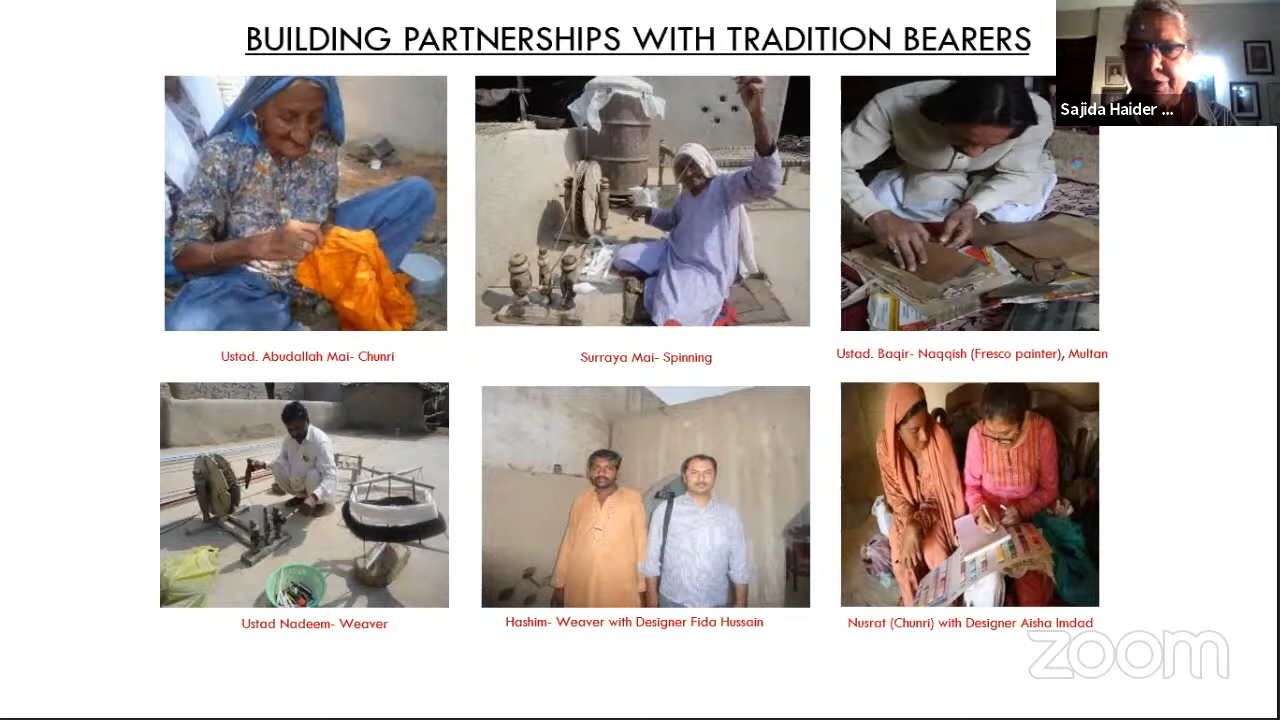 BUILDING PARTNERSHIPS WITH TRADITION BEARERS
Sajida Haider ...
Ustad. Abudallah Mai- Chunri
Surraya Mai- Spinning
Ustad. Baqir- Naqqish (Fresco painter), Multan
Ustad Nadeem- Weaver
Hashim- Weaver with Designer Fida Hussain
Nusrat (Chunri) with Designer Aisha Imdad
zoom